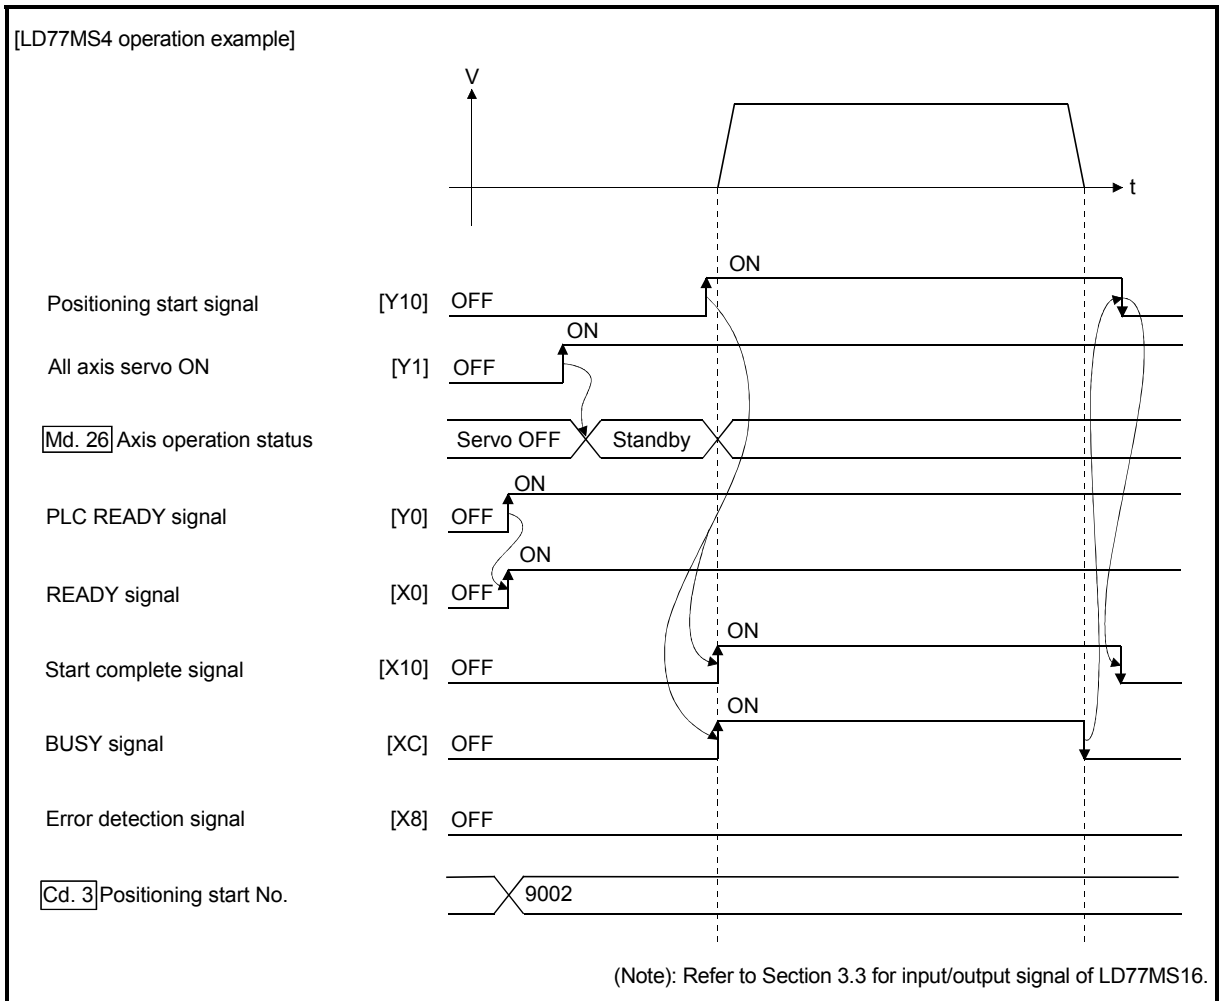 [LD77MS4 operation example]
V
t
ON
Positioning start signal [Y10] OFF
ON
All axis servo ON [Y1] OFF
Md. 26 Axis operation status Servo OFF Standby
ON
PLC READY signal [Y0] OFF
ON
READY signal [X0] OFF
ON
Start complete signal [X10] OFF
ON
BUSY signal [XC] OFF
Error detection signal [X8] OFF
Cd. 3 Positioning start No. 9002
(Note): Refer to Section 3.3 for input/output signal of LD77MS16.